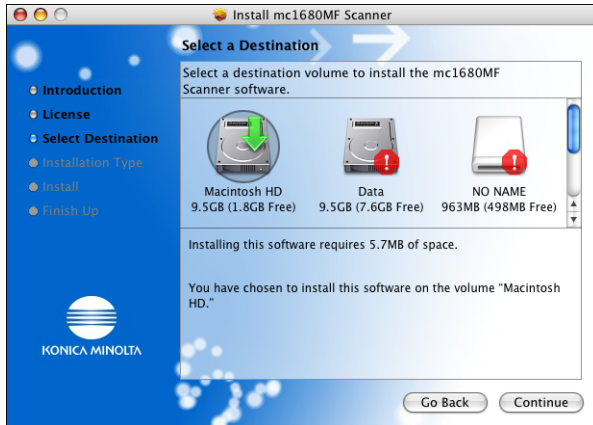 Install mc1680MF Scanner
Select a Destination
Introduction
License
Select Destination
Installation Type
Install
Finish Up
KONICA MINOLTA
Select a destination volume to install the mc1680MF
Scanner software.
Macintosh HD
9.5GB (1.8GB Free)
Data
9.5GB (7.6GB Free)
NO NAME
963MB (498MB Free)
Installing this software requires 5.7MB of space.
You have chosen to install this software on the volume "Macintosh
HD."
Go Back
Continue